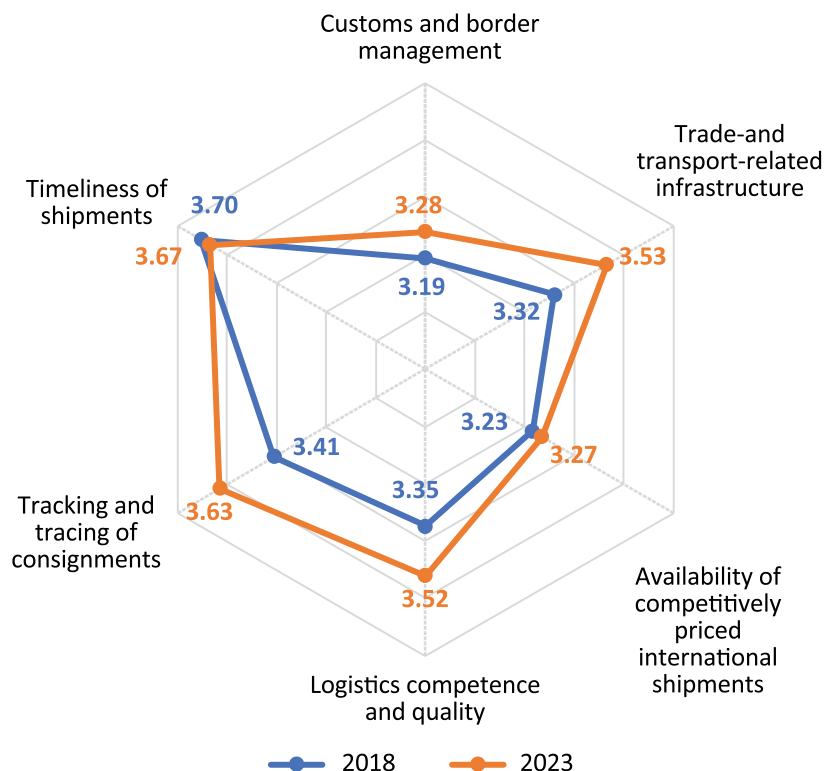 Customs and border
management
Trade-and
transport-related
infrastructure
Timeliness of
shipments
3.70
3.67
3.28
3.19
3.53
3.32
3.23
3.27
3.41
3.35
3.63
3.52
Tracking and
tracing of
consignments
Availability of
competitively
priced
international
shipments
Logistics competence
and quality
2018
2023